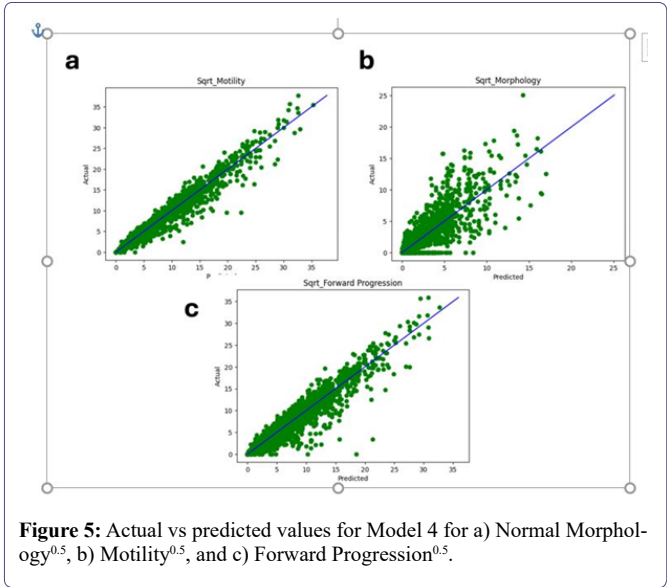 a
b
Sqrt_Motility
Sqrt_Morphology
Actual
35
30
25
20
15
10
5
0
0 5 10 15 20 25 30 35
Actual
25
20
15
10
5
0
0 5 10 15 20 25
Predicted
c
Sqrt_Forward Progression
Actual
35
30
25
20
15
10
5
0
0 5 10 15 20 25 30 35
Predicted
Figure 5: Actual vs predicted values for Model 4 for a) Normal Morphol-
ogy0.5, b) Motility0.5, and c) Forward Progression0.5.